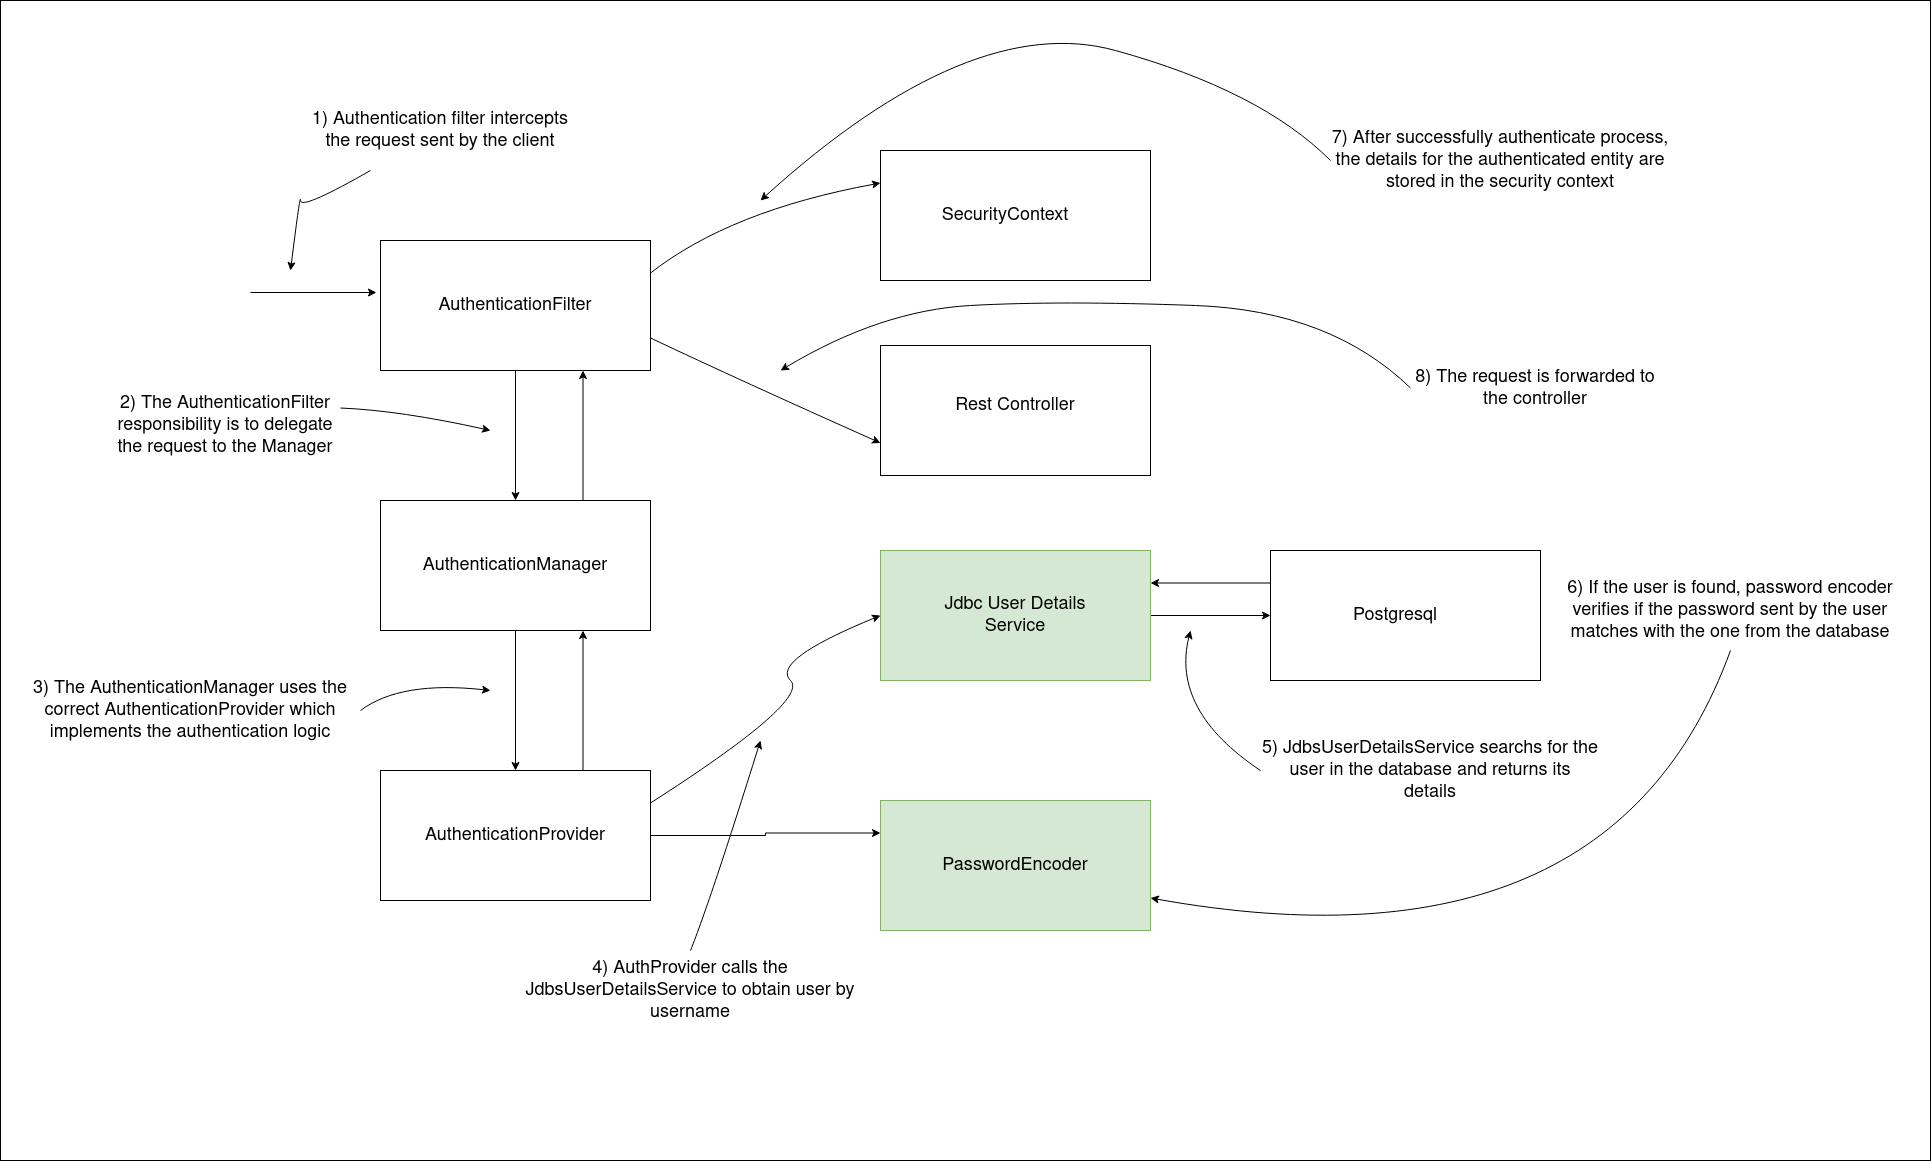 1) Authentication filter intercepts
the request sent by the client
7) After successfully authenticate process,
the details for the authenticated entity are
stored in the security context
SecurityContext
AuthenticationFilter
8) The request is forwarded to
the controller
Rest Controller
2) The AuthenticationFilter
responsibility is to delegate
the request to the Manager
AuthenticationManager
Jdbc User Details
Service
Postgresql
6) If the user is found, password encoder
verifies if the password sent by the user
matches with the one from the database
3) The AuthenticationManager uses the
correct AuthenticationProvider which
implements the authentication logic
5) JdbsUserDetailsService searchs for the
user in the database and returns its
details
AuthenticationProvider
PasswordEncoder
4) AuthProvider calls the
JdbsUserDetailsService to obtain user by
username